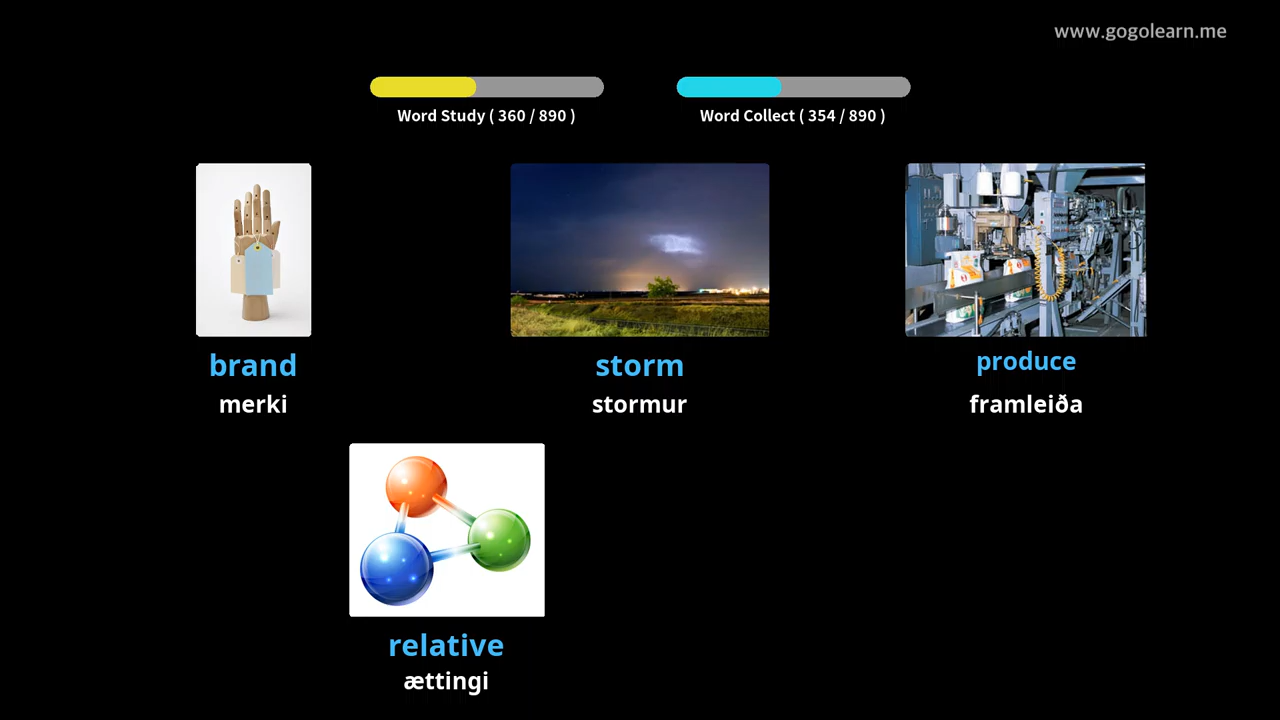 www.gogolearn.me
Word Study ( 360 / 890 )
Word Collect ( 354 / 890 )
brand
merki
storm
stormur
produce
framleiða
relative
ættingi